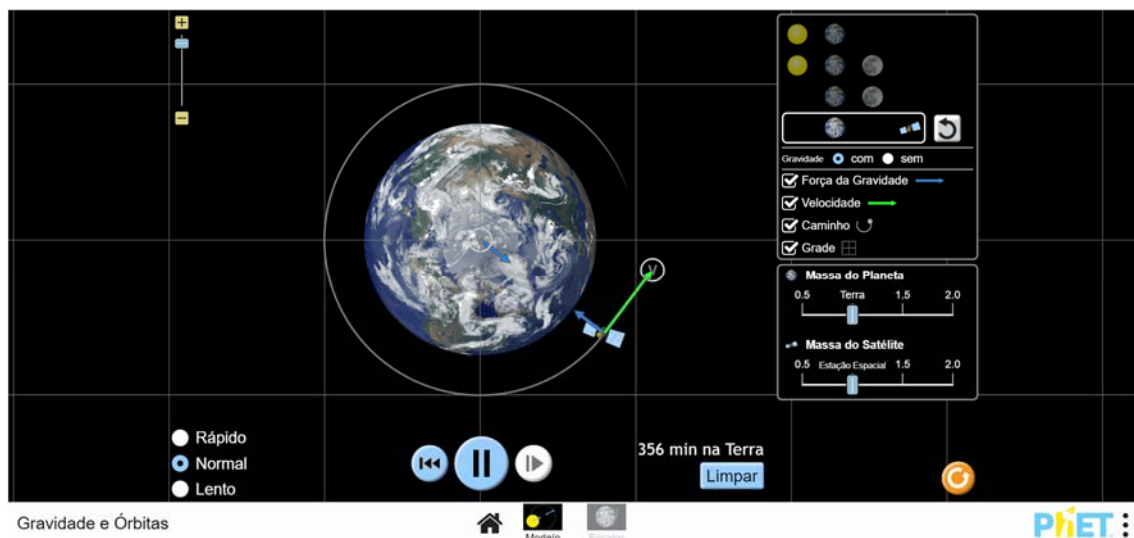 Gravidade com sem
Força da Gravidade
Velocidade
Caminho
Grade
Massa do Planeta
0.5 Terra 1.5 2.0
Massa do Satélite
0.5 Estação Espacial 1.5 2.0
V
Rápido
Normal
Lento
356 min na Terra
Limpar
Gravidade e Órbitas
Modelo
PhET